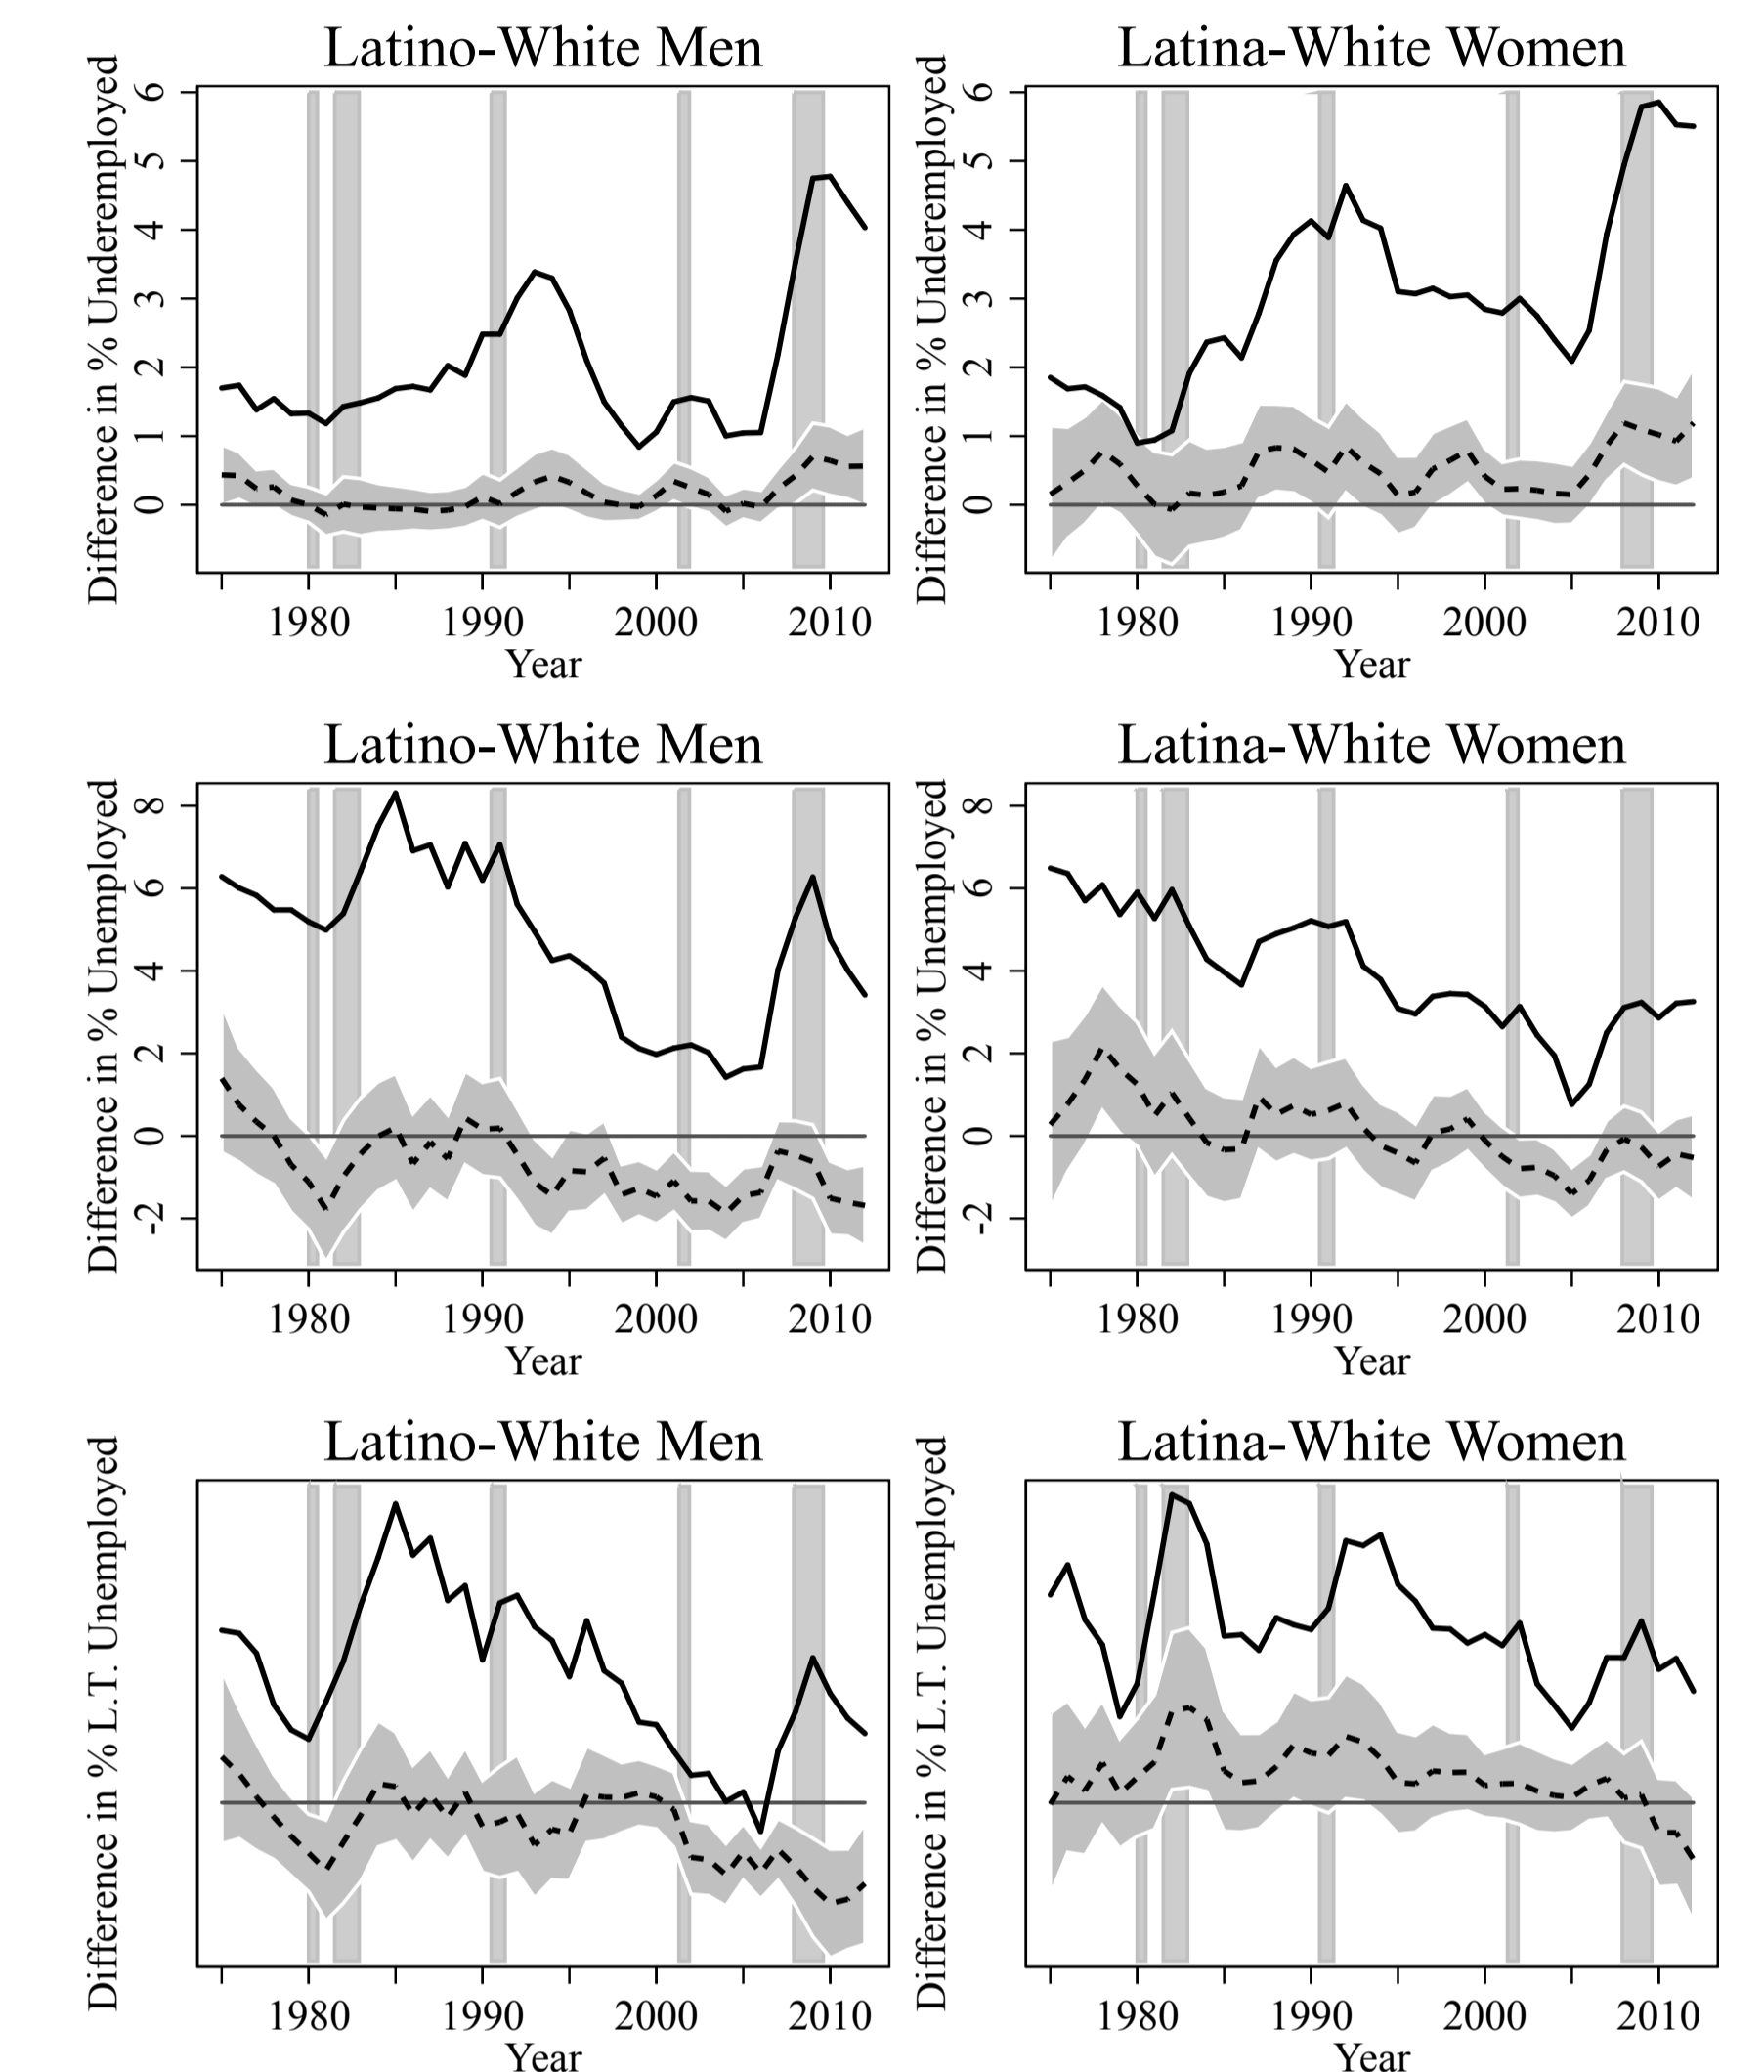 Latino-White Men
Latina-White Women
Difference in % Underemployed
6
5
4
3
2
1
0
1980 1990 2000 2010
Year
Difference in % Underemployed
6
5
4
3
2
1
0
1980 1990 2000 2010
Year
Latino-White Men
Latina-White Women
Difference in % Unemployed
8
6
4
2
0
-2
1980 1990 2000 2010
Year
Difference in % Unemployed
8
6
4
2
0
-2
1980 1990 2000 2010
Year
Latino-White Men
Latina-White Women
Difference in % L.T. Unemployed
1980 1990 2000 2010
Year
Difference in % L.T. Unemployed
1980 1990 2000 2010
Year